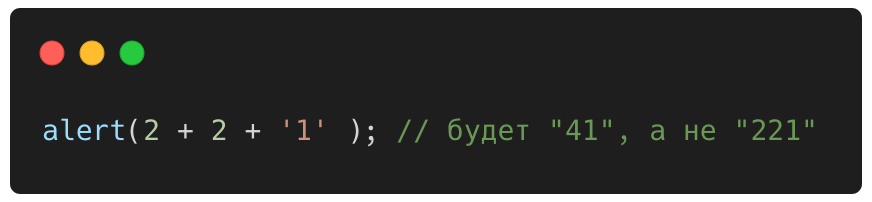 alert(2 + 2 + '1' ); // будет "41", а не "221"